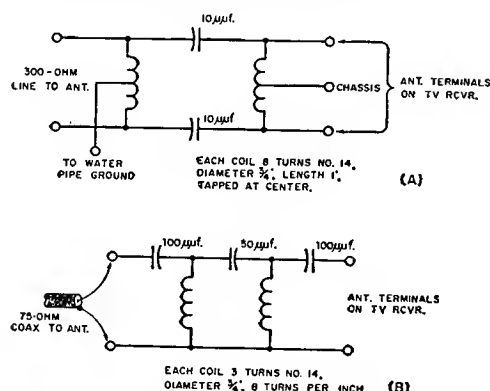 10μμf.
300-OHM
LINE TO ANT.
CHASSIS
ANT. TERMINALS
ON TV RCVR.
10μμf.
TO WATER
PIPE GROUND
EACH COIL 8 TURNS NO. 14,
DIAMETER 3/4", LENGTH 1",
TAPPED AT CENTER.
(A)
100μμf.
50μμf.
100μμf.
75-OHM
COAX TO ANT.
ANT. TERMINALS
ON TV RCVR.
EACH COIL 3 TURNS NO. 14,
DIAMETER 3/4", 8 TURNS PER INCH
(B)